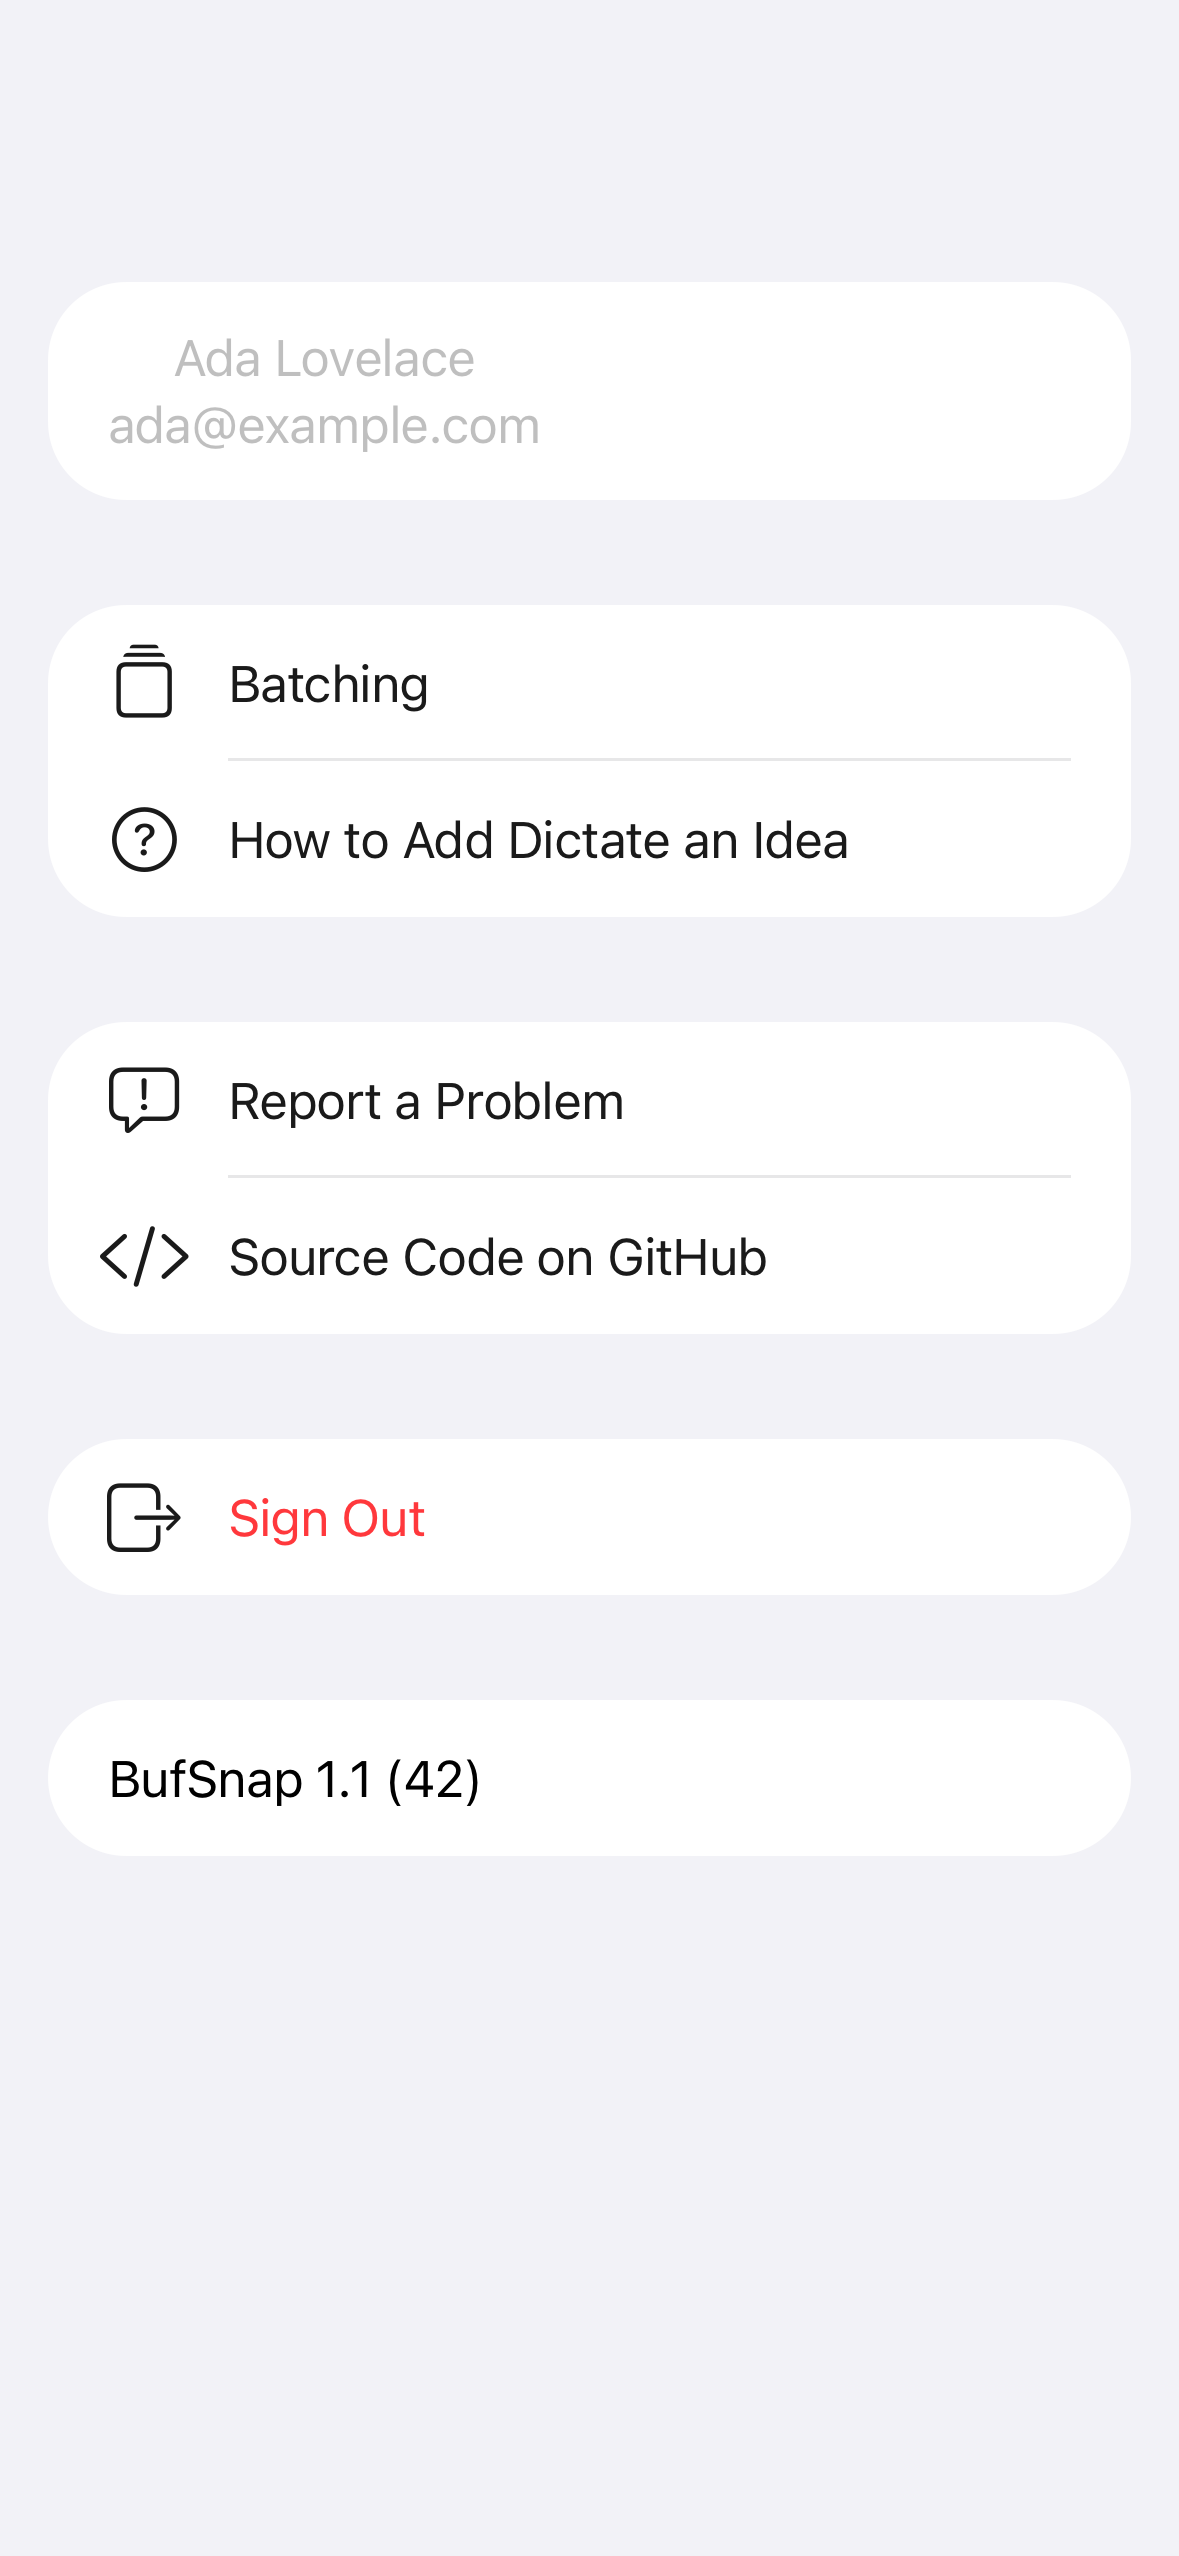 Ada Lovelace
ada@example.com
Batching
How to Add Dictate an Idea
Report a Problem
Source Code on GitHub
Sign Out
BufSnap 1.1 (42)